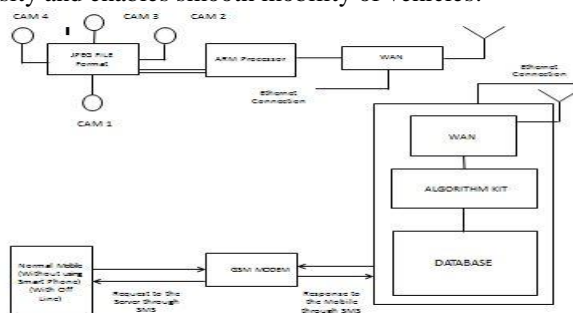 sity and enables smooth mobility of vehicles.
CAM 4
CAM 3
CAM 2
JPEG FILE
Format
ARM Processor
WAN
Ethernet
Connection
CAM 1
Ethernet
Connection
WAN
ALGORITHM KIT
DATABASE
Normal Mobile
(Without using
Smart Phone)
(With Off
Line)
GSM MODEM
Request to the
Server through
SMS
Response to
the Mobile
through SMS